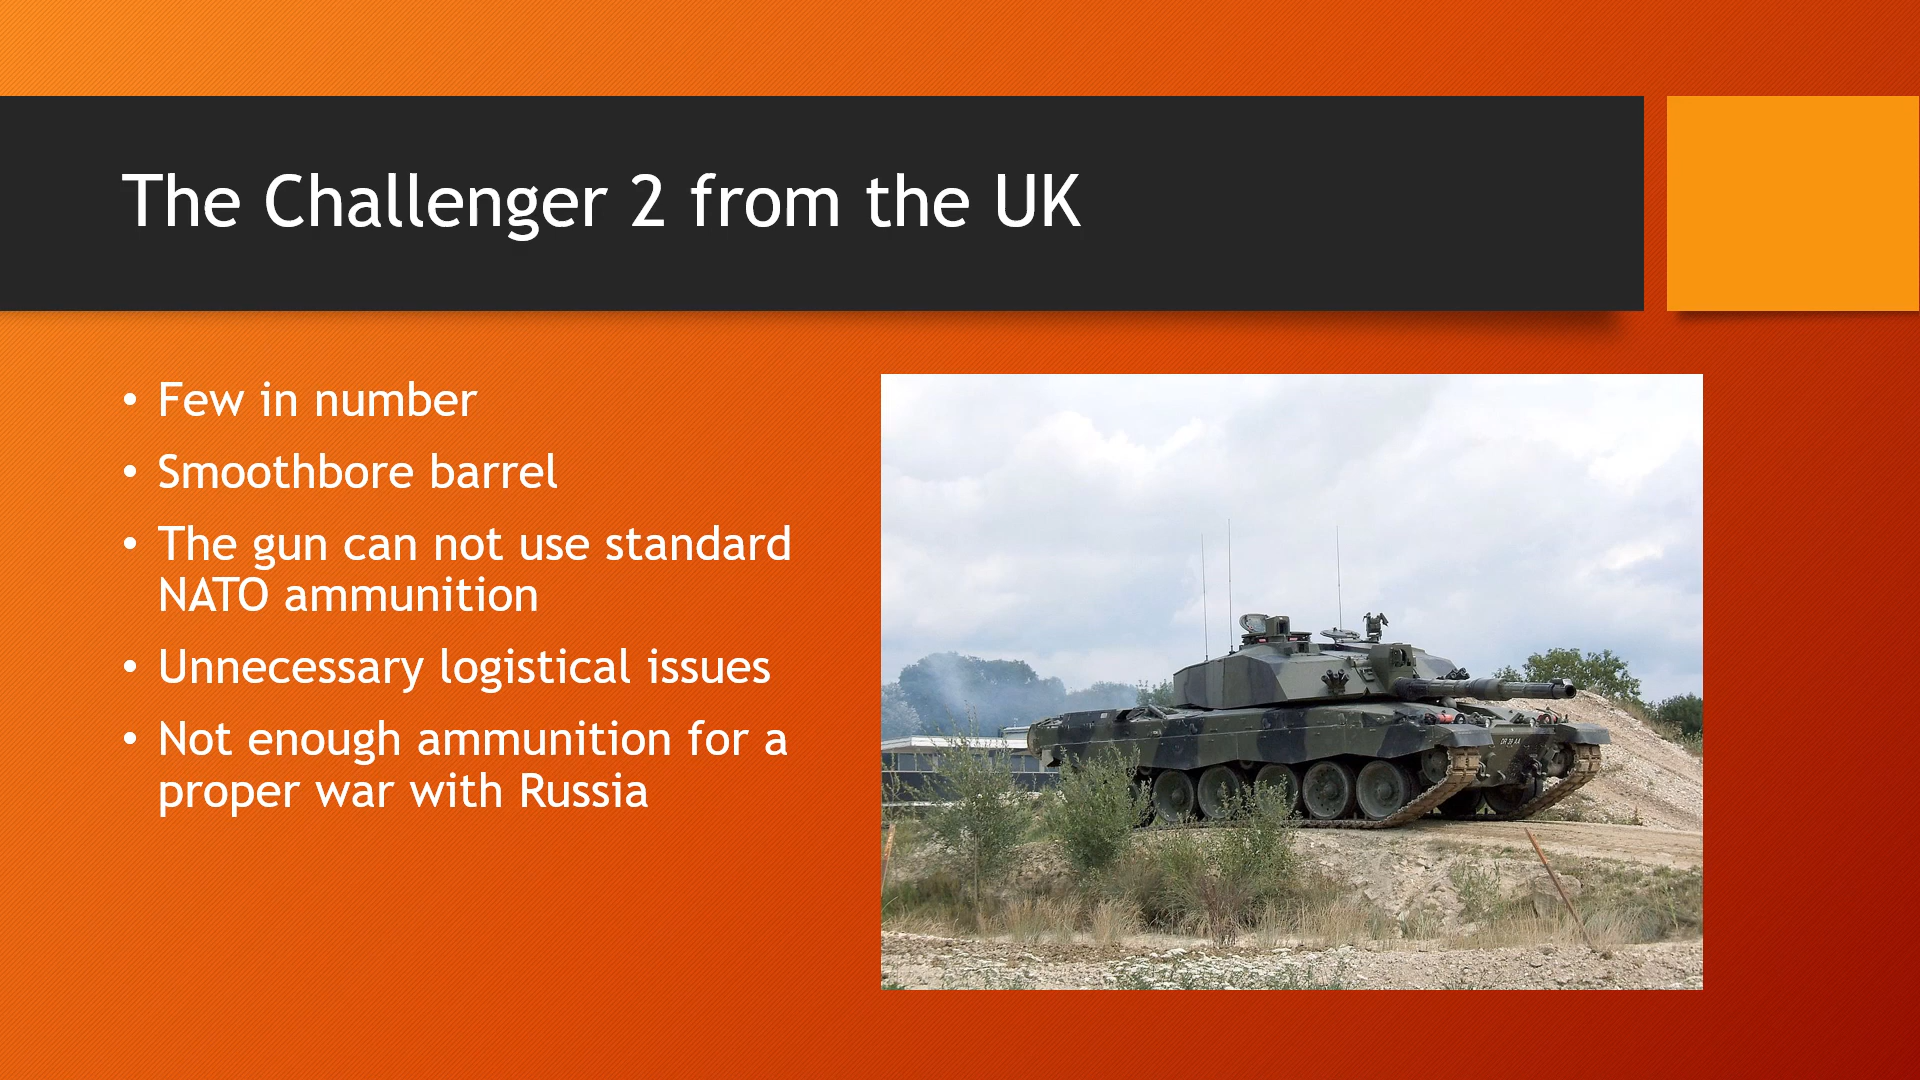 The Challenger 2 from the UK
• Few in number
• Smoothbore barrel
• The gun can not use standard
NATO ammunition
• Unnecessary logistical issues
• Not enough ammunition for a
proper war with Russia